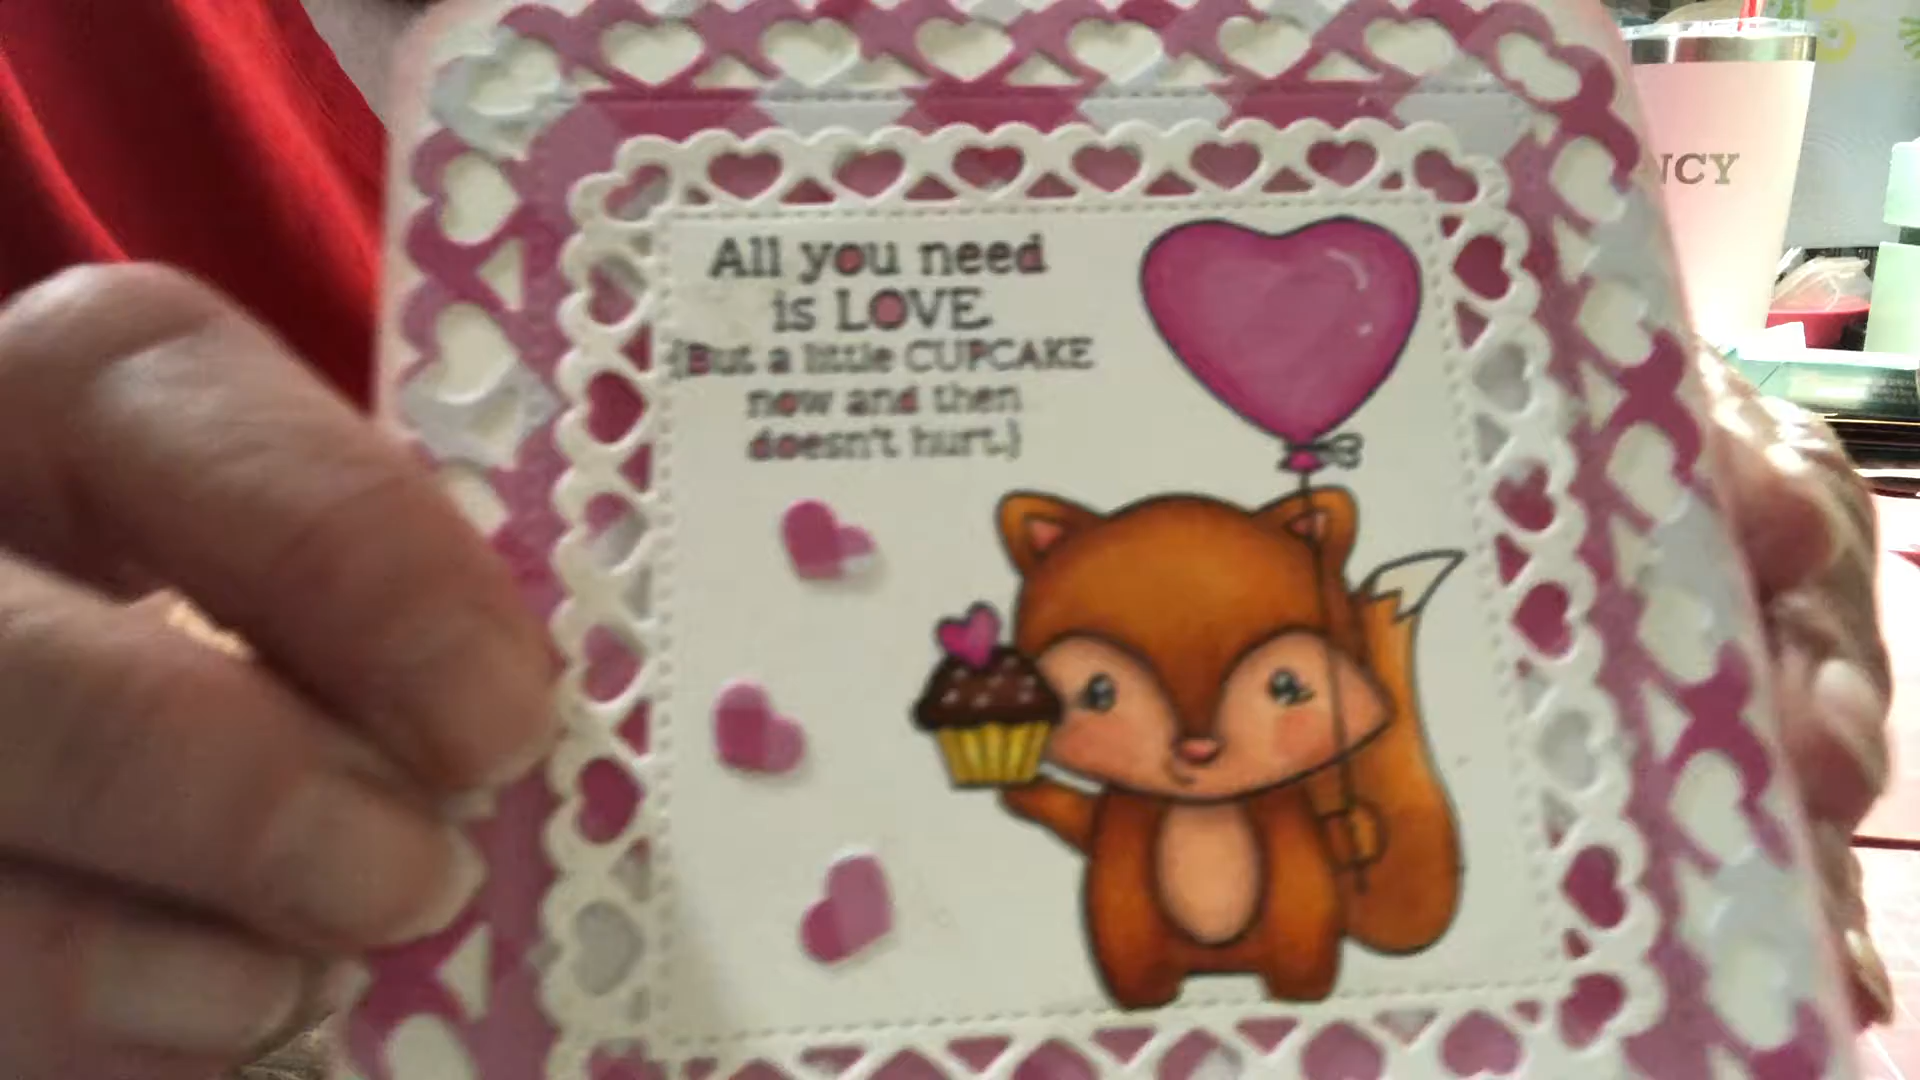 All you need
is LOVE
{But a little CUPCAKE
now and then
doesn't hurt.}
NCY